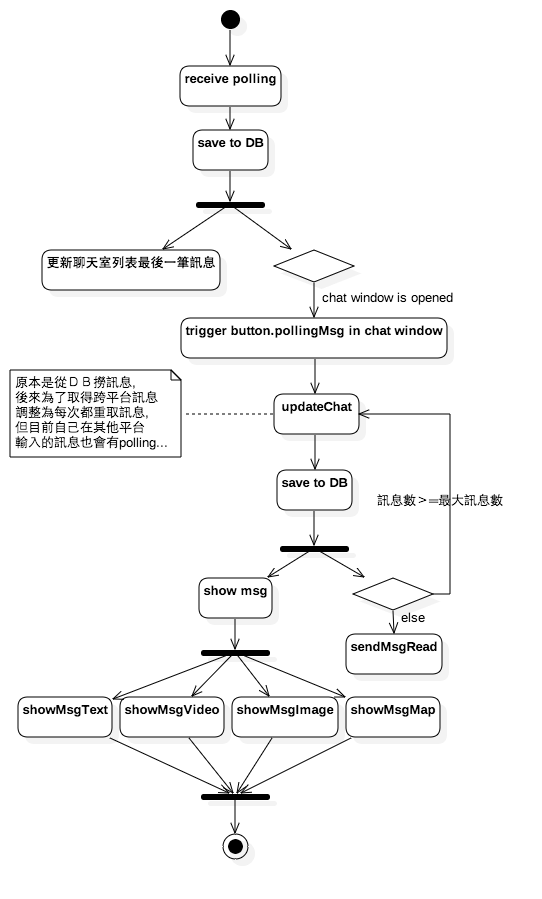 receive polling
save to DB
更新聊天室列表最後一筆訊息
chat window is opened
trigger button.pollingMsg in chat window
原本是從ＤＢ撈訊息,
後來為了取得跨平台訊息
調整為每次都重取訊息,
但目前自己在其他平台
輸入的訊息也會有polling...
updateChat
save to DB
訊息數＞=最大訊息數
show msg
else
sendMsgRead
showMsgText
showMsgVideo
showMsgImage
showMsgMap